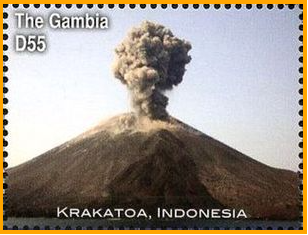 The Gambia
D55
KRAKATOA, INDONESIA